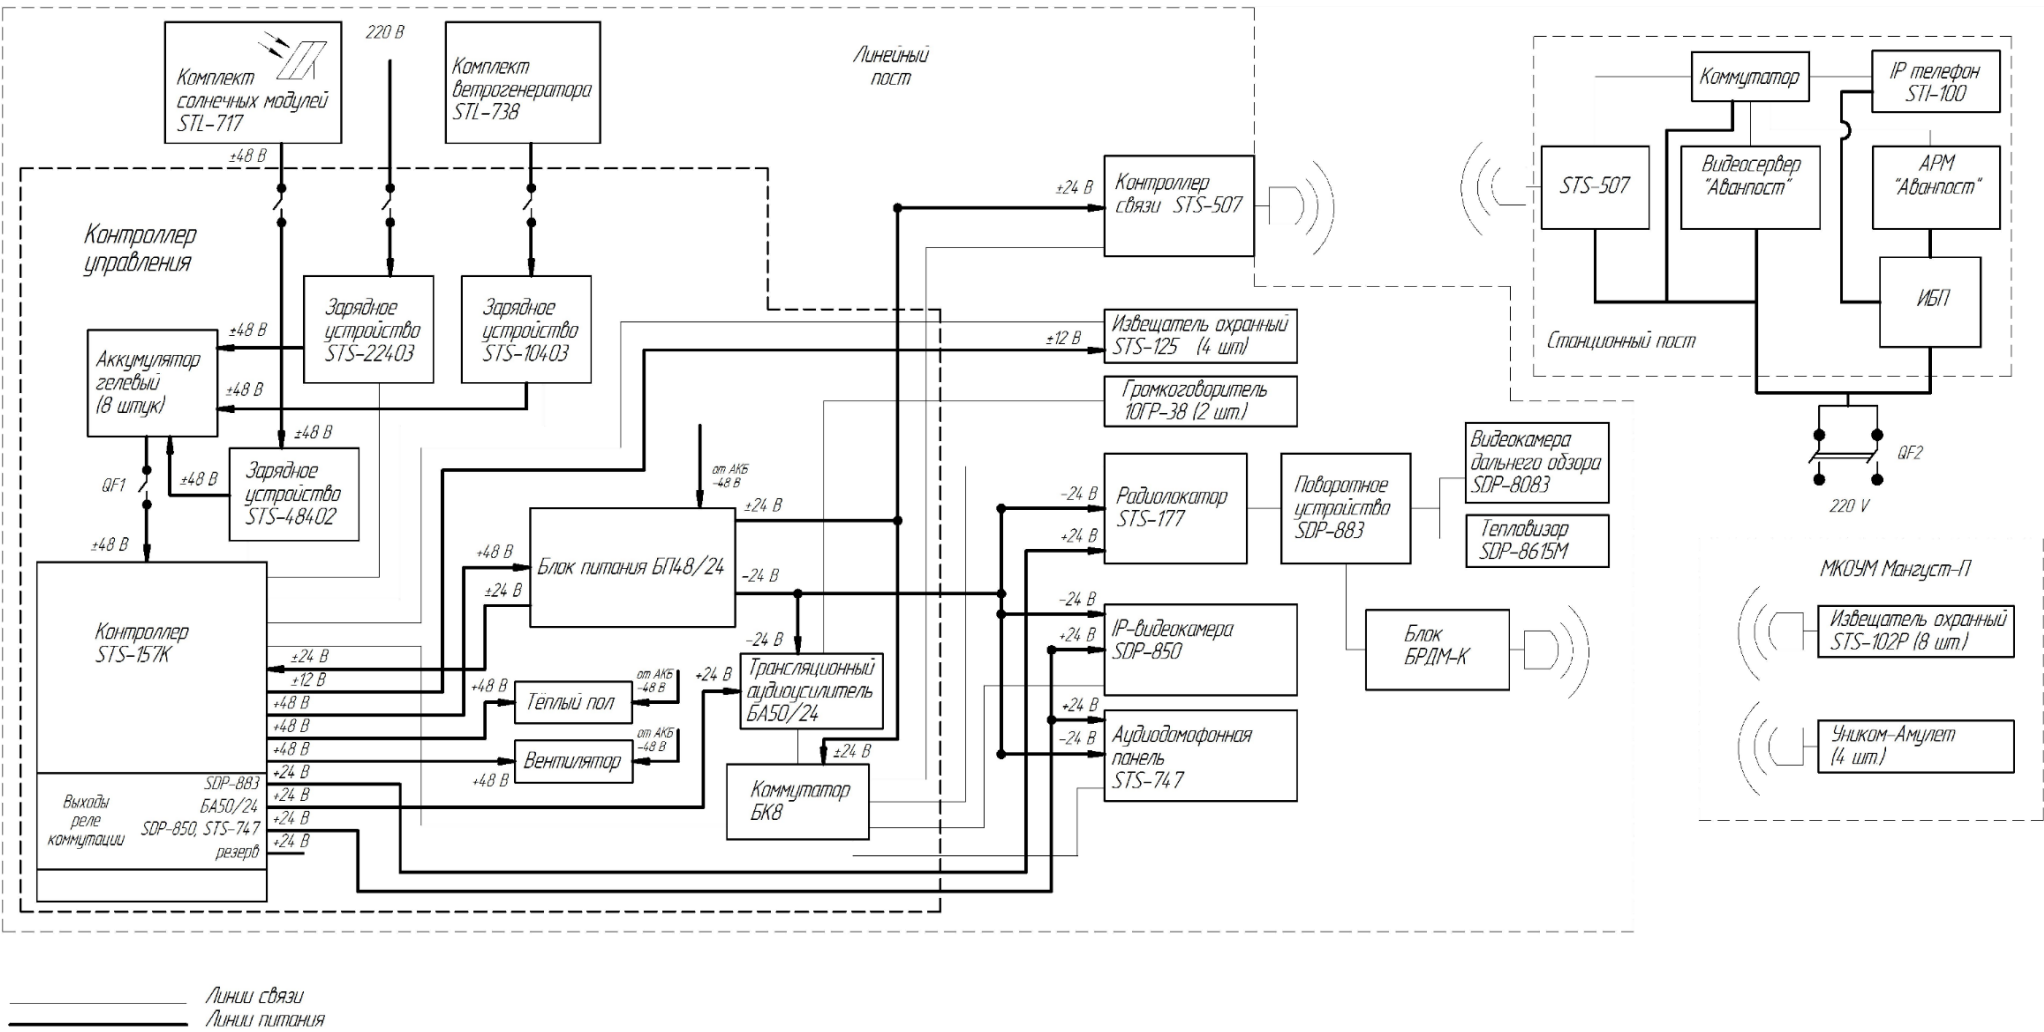 220 В
Комплект
солнечных модулей
STL-717
Комплект
ветрогенератора
STL-738
Линейный
пост
±48 В
Контроллер
управления
Зарядное
устройство
STS-22403
Зарядное
устройство
STS-10403
±48 В
±48 В
Аккумулятор
гелевый
(8 штук)
±48 В
Зарядное
устройство
STS-48402
±48 В
QF1
±48 В
Контроллер
STS-157К
±24 В
±12 В
+48 В
+48 В
+48 В
+24 В
+24 В
+24 В
+24 В
Выходы
реле
коммутации
SDP-883
БА50/24
SDP-850, STS-747
резерв
от АКБ
-48 В
±24 В
Блок питания БП48/24
+48 В
±24 В
-24 В
-24 В
+48 В
Тёплый пол
от АКБ
-48 В
Вентилятор
+48 В
от АКБ
-48 В
+24 В
Трансляционный
аудиоусилитель
БА50/24
±24 В
Коммутатор
БК8
±24 В
Контроллер
связи STS-507
±12 В
Извещатель охранный
STS-125 (4 шт)
Громкоговоритель
10ГР-38 (2 шт.)
-24 В
+24 В
Радиолокатор
STS-177
Поворотное
устройство
SDP-883
Видеокамера
дальнего обзора
SDP-8083
Тепловизор
SDP-8615М
-24 В
+24 В
IP-видеокамера
SDP-850
Блок
БРДМ-К
+24 В
-24 В
Аудиодомофонная
панель
STS-747
Коммутатор
IP телефон
STI-100
STS-507
Видеосервер
"Аванпост"
АРМ
"Аванпост"
ИБП
Станционный пост
QF2
220 V
МКОУМ Мангуст-П
Извещатель охранный
STS-102Р (8 шт.)
Уником-Амулет
(4 шт.)
Линии связи
Линии питания